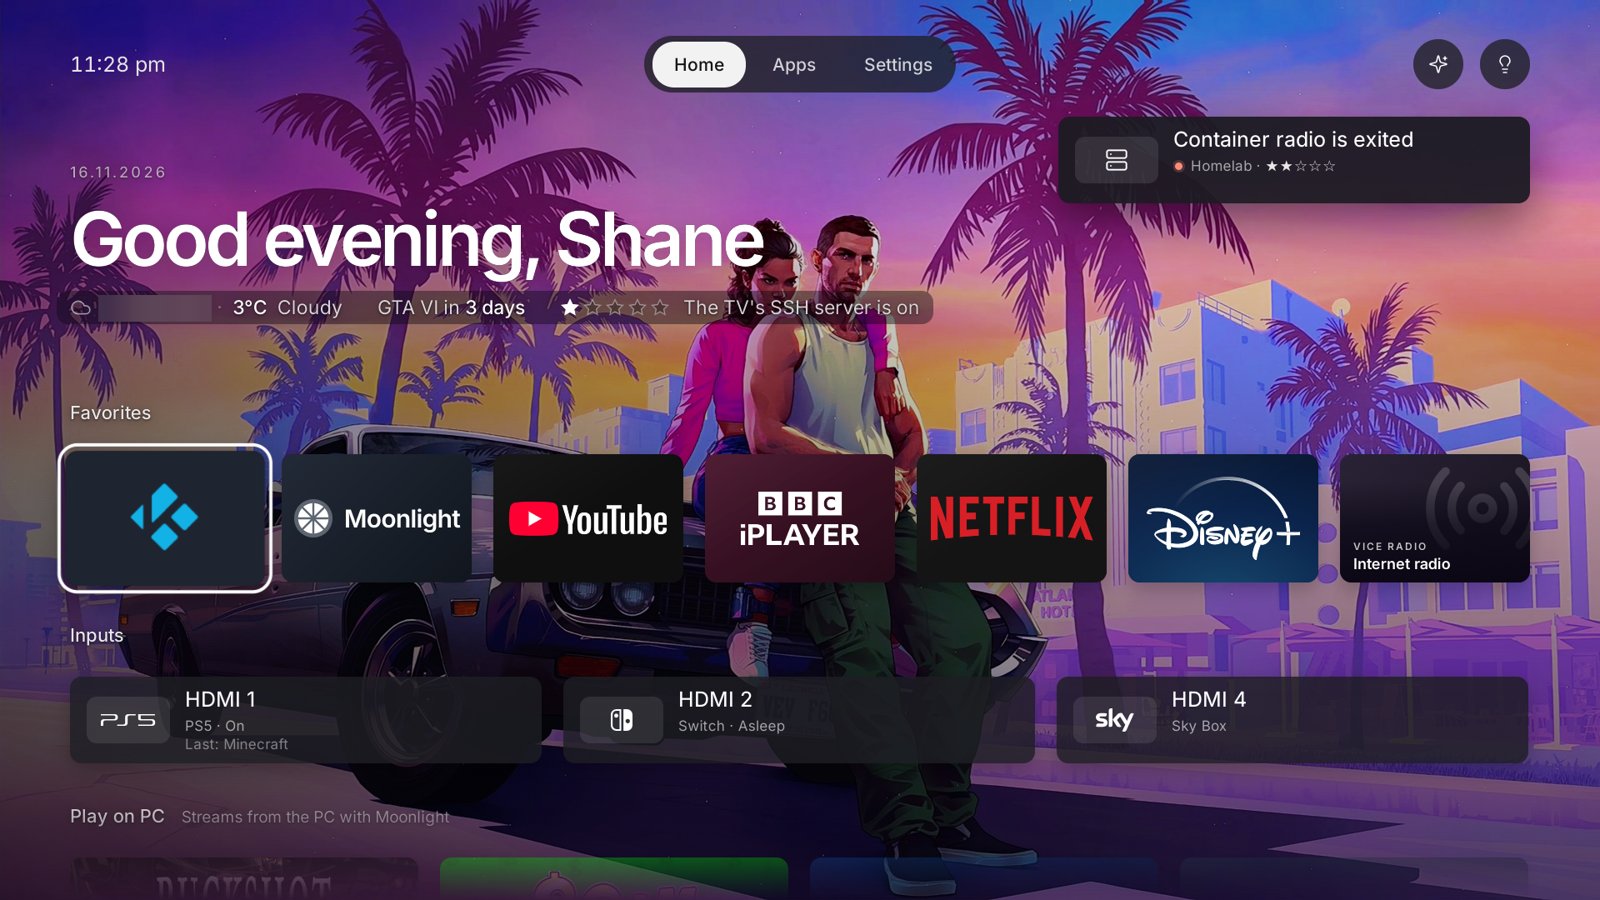 11:28 pm
Home
Apps
Settings
Container radio is exited
Homelab · ★★☆☆☆
16.11.2026
Good evening, Shane
· 3°C Cloudy
GTA VI in 3 days
★☆☆☆☆ The TV's SSH server is on
Favorites
Moonlight
YouTube
BBC
iPLAYER
NETFLIX
Disney+
VICE RADIO
Internet radio
Inputs
PS5
HDMI 1
PS5 · On
Last: Minecraft
HDMI 2
Switch · Asleep
sky
HDMI 4
Sky Box
Play on PC
Streams from the PC with Moonlight
BUCKSHOT